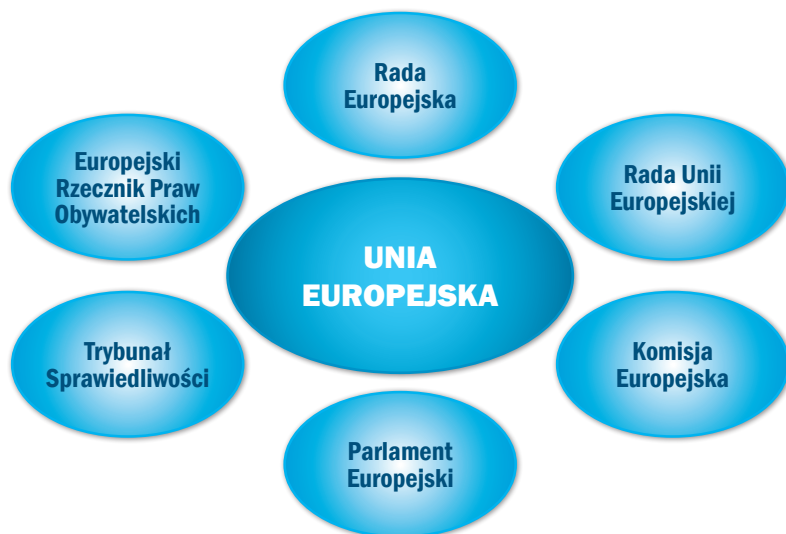 Rada
Europejska
Europejski
Rzecznik Praw
Obywatelskich
Rada Unii
Europejskiej
UNIA
EUROPEJSKA
Trybunał
Sprawiedliwości
Komisja
Europejska
Parlament
Europejski